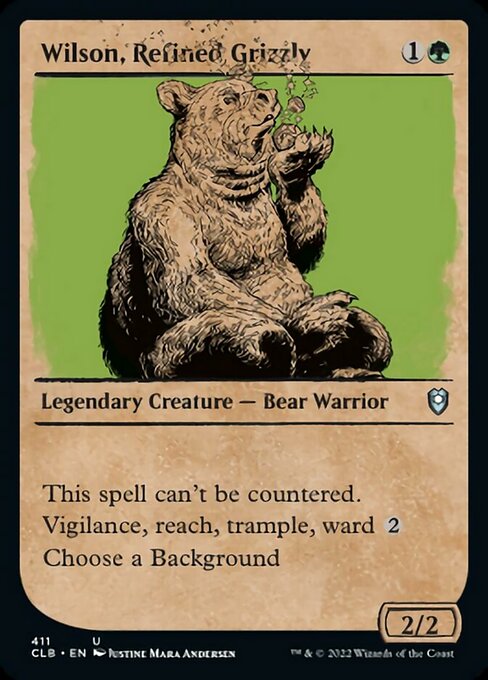 Wilson, Refined Grizzly 1
Legendary Creature — Bear Warrior
This spell can't be countered.
Vigilance, reach, trample, ward 2
Choose a Background
2/2
411 U
CLB • EN Justine Mara Andersen
™ & © 2022 Wizards of the Coast